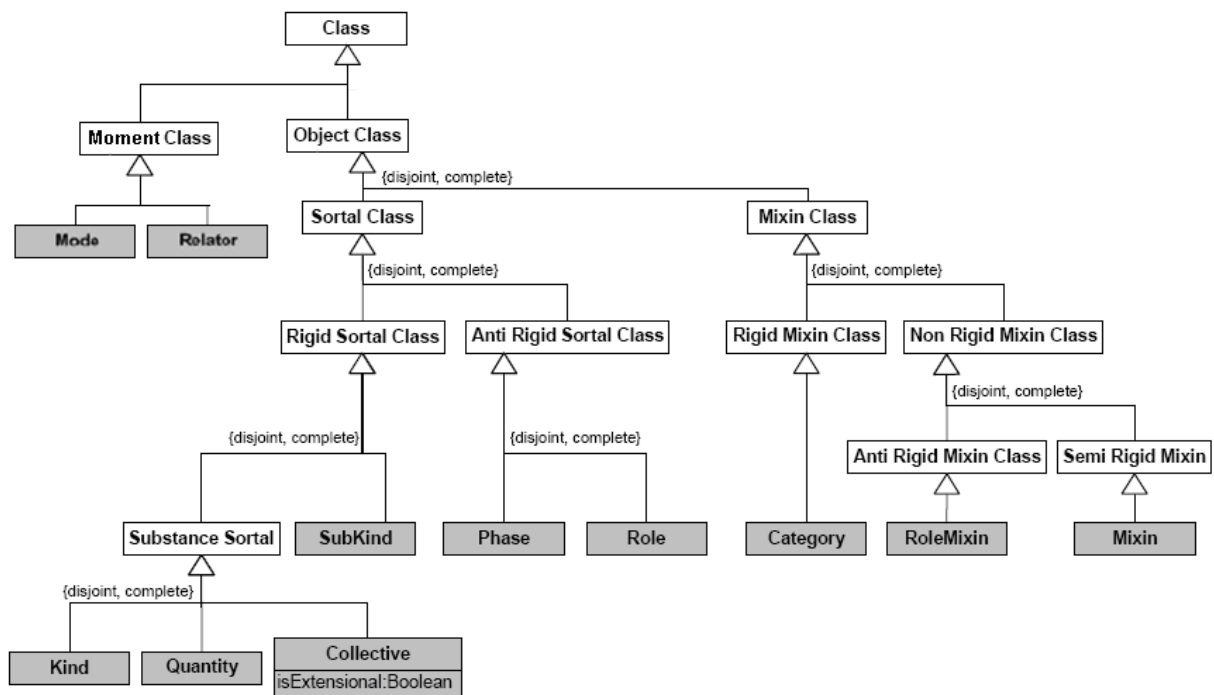 Class
Moment Class
Object Class
{disjoint, complete}
Mode
Relator
Sortal Class
Mixin Class
{disjoint, complete}
{disjoint, complete}
Rigid Sortal Class
Anti Rigid Sortal Class
Rigid Mixin Class
Non Rigid Mixin Class
{disjoint, complete}
{disjoint, complete}
{disjoint, complete}
Anti Rigid Mixin Class
Semi Rigid Mixin
Substance Sortal
SubKind
Phase
Role
Category
RoleMixin
Mixin
{disjoint, complete}
Kind
Quantity
Collective
isExtensional:Boolean